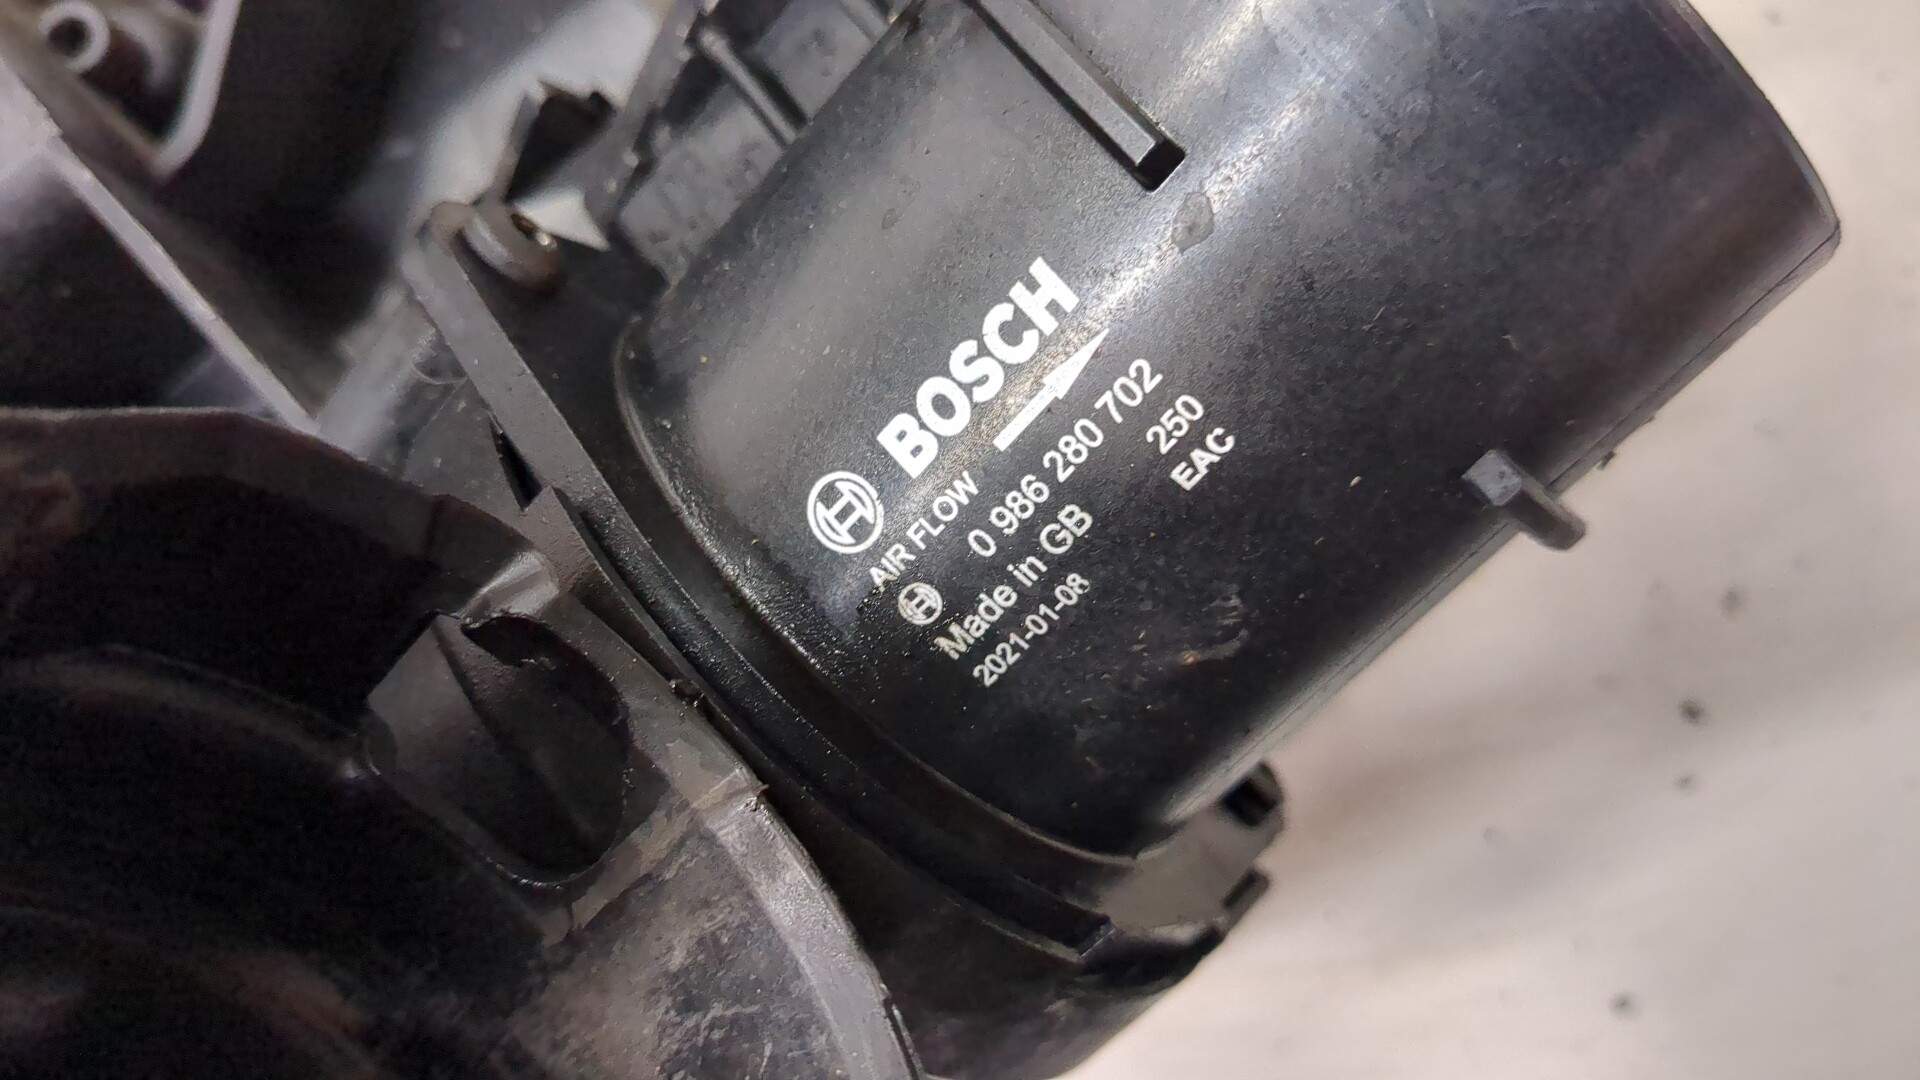 BOSCH
AIR FLOW
0 986 280 702
250
Made in GB
EAC
2021-01-08